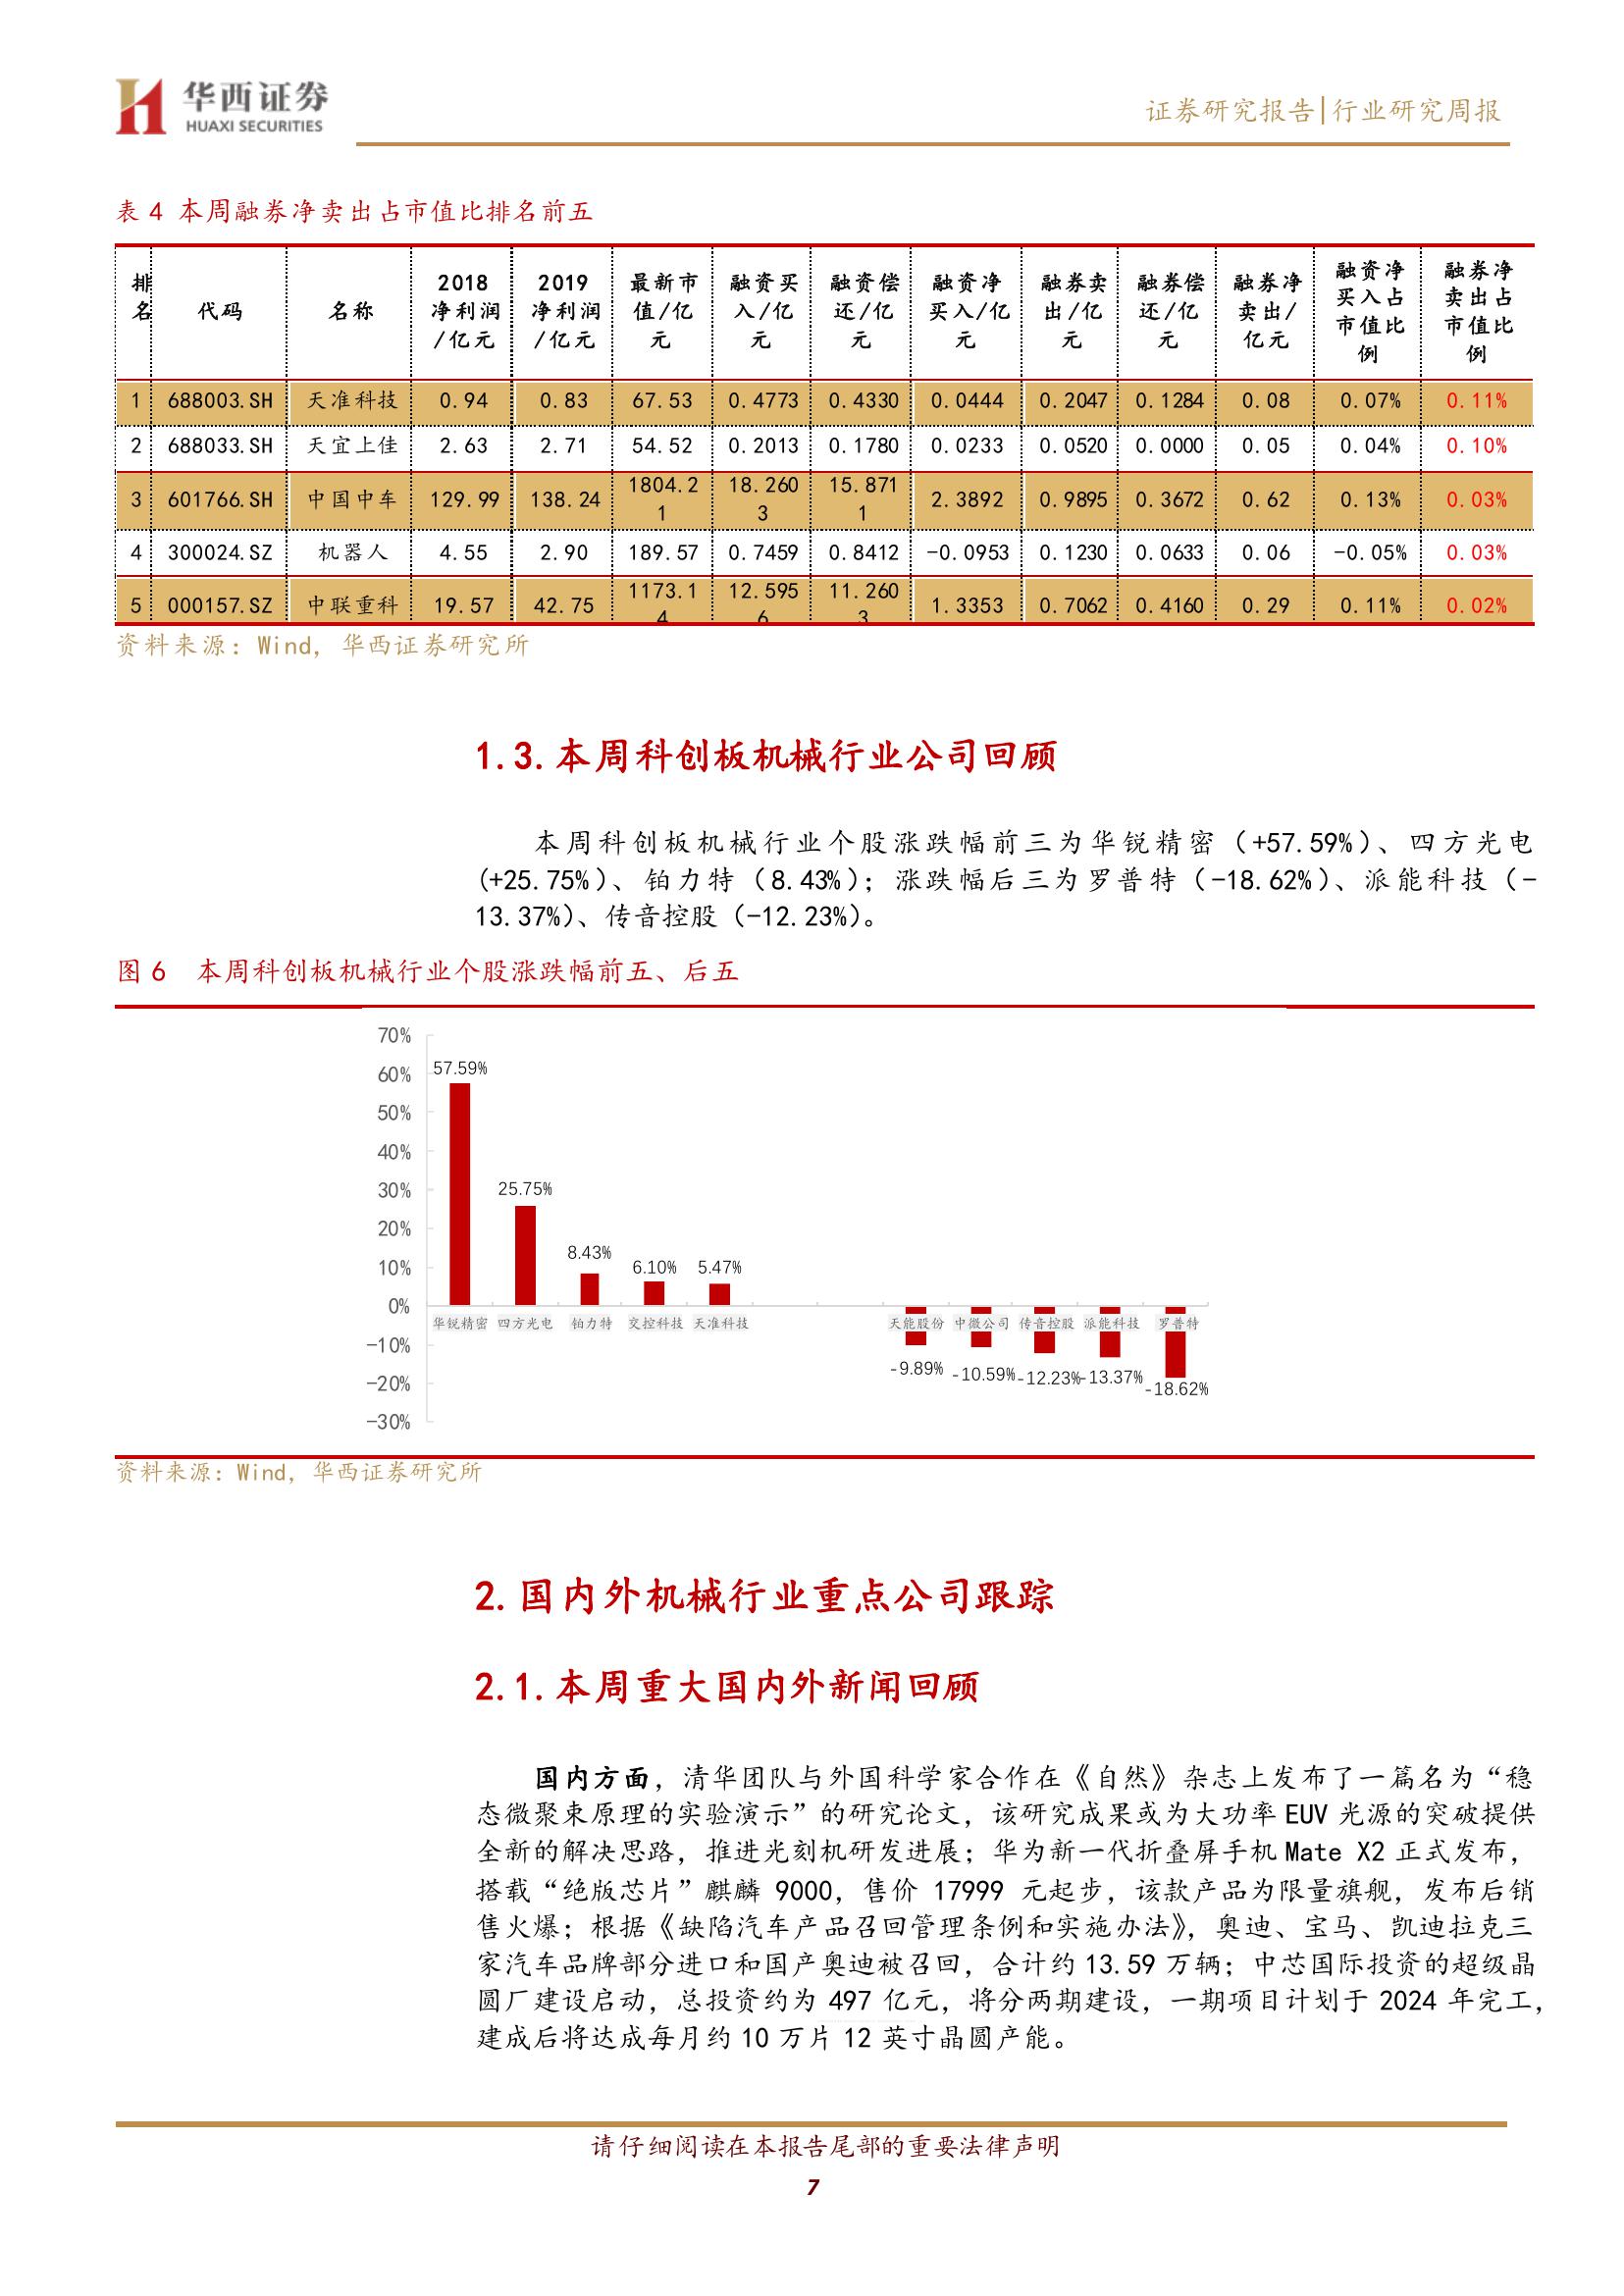 华西证券
HUAXI SECURITIES
证券研究报告|行业研究周报
表 4 本周融券净卖出占市值比排名前五
排名 代码 名称 2018净利润/亿元 2019净利润/亿元 最新市值/亿元 融资买入/亿元 融资偿还/亿元 融资净买入/亿元 融券卖出/亿元 融券偿还/亿元 融券净卖出/亿元 融资净买入占市值比例 融券净卖出占市值比例
1 688003.SH 天准科技 0.94 0.83 67.53 0.4773 0.4330 0.0444 0.2047 0.1284 0.08 0.07% 0.11%
2 688033.SH 天宜上佳 2.63 2.71 54.52 0.2013 0.1780 0.0233 0.0520 0.0000 0.05 0.04% 0.10%
3 601766.SH 中国中车 129.99 138.24 1804.21 18.2603 15.8711 2.3892 0.9895 0.3672 0.62 0.13% 0.03%
4 300024.SZ 机器人 4.55 2.90 189.57 0.7459 0.8412 -0.0953 0.1230 0.0633 0.06 -0.05% 0.03%
5 000157.SZ 中联重科 19.57 42.75 1173.14 12.5956 11.2603 1.3353 0.7062 0.4160 0.29 0.11% 0.02%
资料来源：Wind，华西证券研究所
1.3.本周科创板机械行业公司回顾
本周科创板机械行业个股涨跌幅前三为华锐精密（+57.59%）、四方光电
（+25.75%）、铂力特（8.43%）；涨跌幅后三为罗普特（-18.62%）、派能科技（-
13.37%）、传音控股（-12.23%）。
图 6 本周科创板机械行业个股涨跌幅前五、后五
70%
60%
50%
40%
30%
20%
10%
0%
-10%
-20%
-30%
57.59%
25.75%
8.43%
6.10%
5.47%
华锐精密 四方光电 铂力特 交控科技 天准科技 天能股份 中微公司 传音控股 派能科技 罗普特
-9.89%
-10.59%
-12.23%
-13.37%
-18.62%
资料来源：Wind，华西证券研究所
2.国内外机械行业重点公司跟踪
2.1.本周重大国内外新闻回顾
国内方面，清华团队与外国科学家合作在《自然》杂志上发布了一篇名为“稳
态微聚束原理的实验演示”的研究论文，该研究成果或为大功率 EUV 光源的突破提供
全新的解决思路，推进光刻机研发进展；华为新一代折叠屏手机 Mate X2 正式发布，
搭载“绝版芯片”麒麟 9000，售价 17999 元起步，该款产品为限量旗舰，发布后销
售火爆；根据《缺陷汽车产品召回管理条例和实施办法》，奥迪、宝马、凯迪拉克三
家汽车品牌部分进口和国产奥迪被召回，合计约 13.59 万辆；中芯国际投资的超级晶
圆厂建设启动，总投资约为 497 亿元，将分两期建设，一期项目计划于 2024 年完工，
建成后将达成每月约 10 万片 12 英寸晶圆产能。
请仔细阅读在本报告尾部的重要法律声明
7